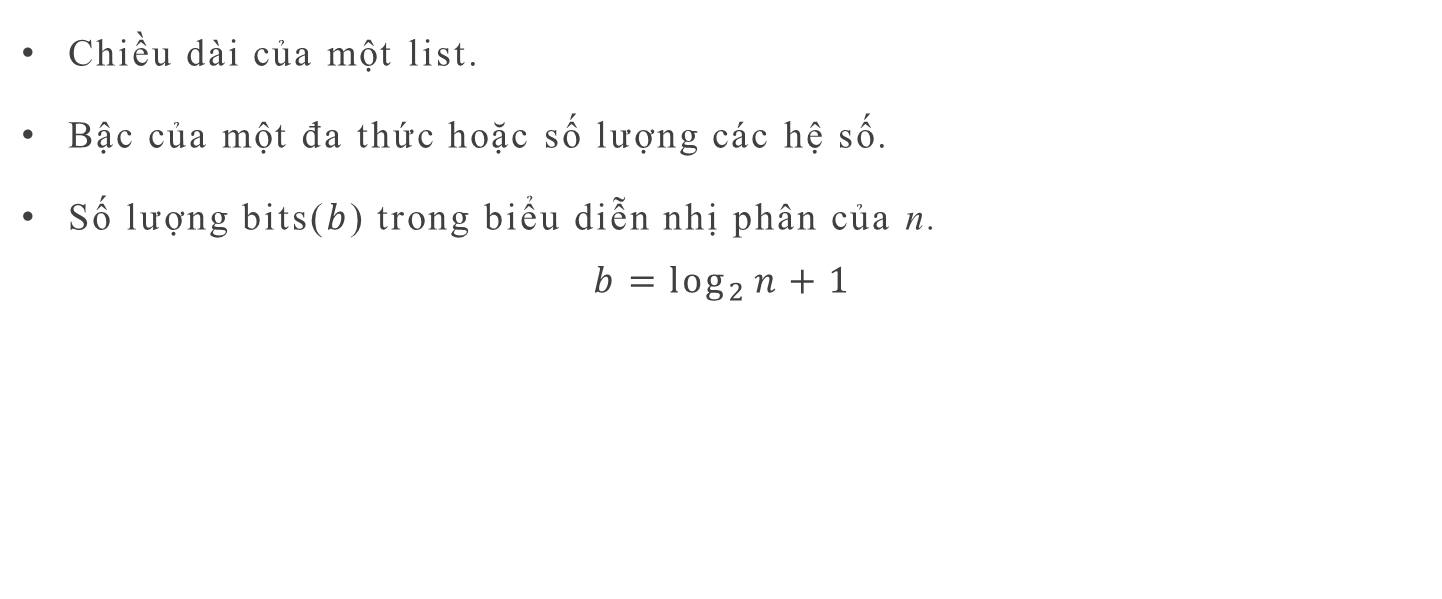 • Chiều dài của một list.
• Bậc của một đa thức hoặc số lượng các hệ số.
• Số lượng bits(b) trong biểu diễn nhị phân của n.
b = log₂ n + 1